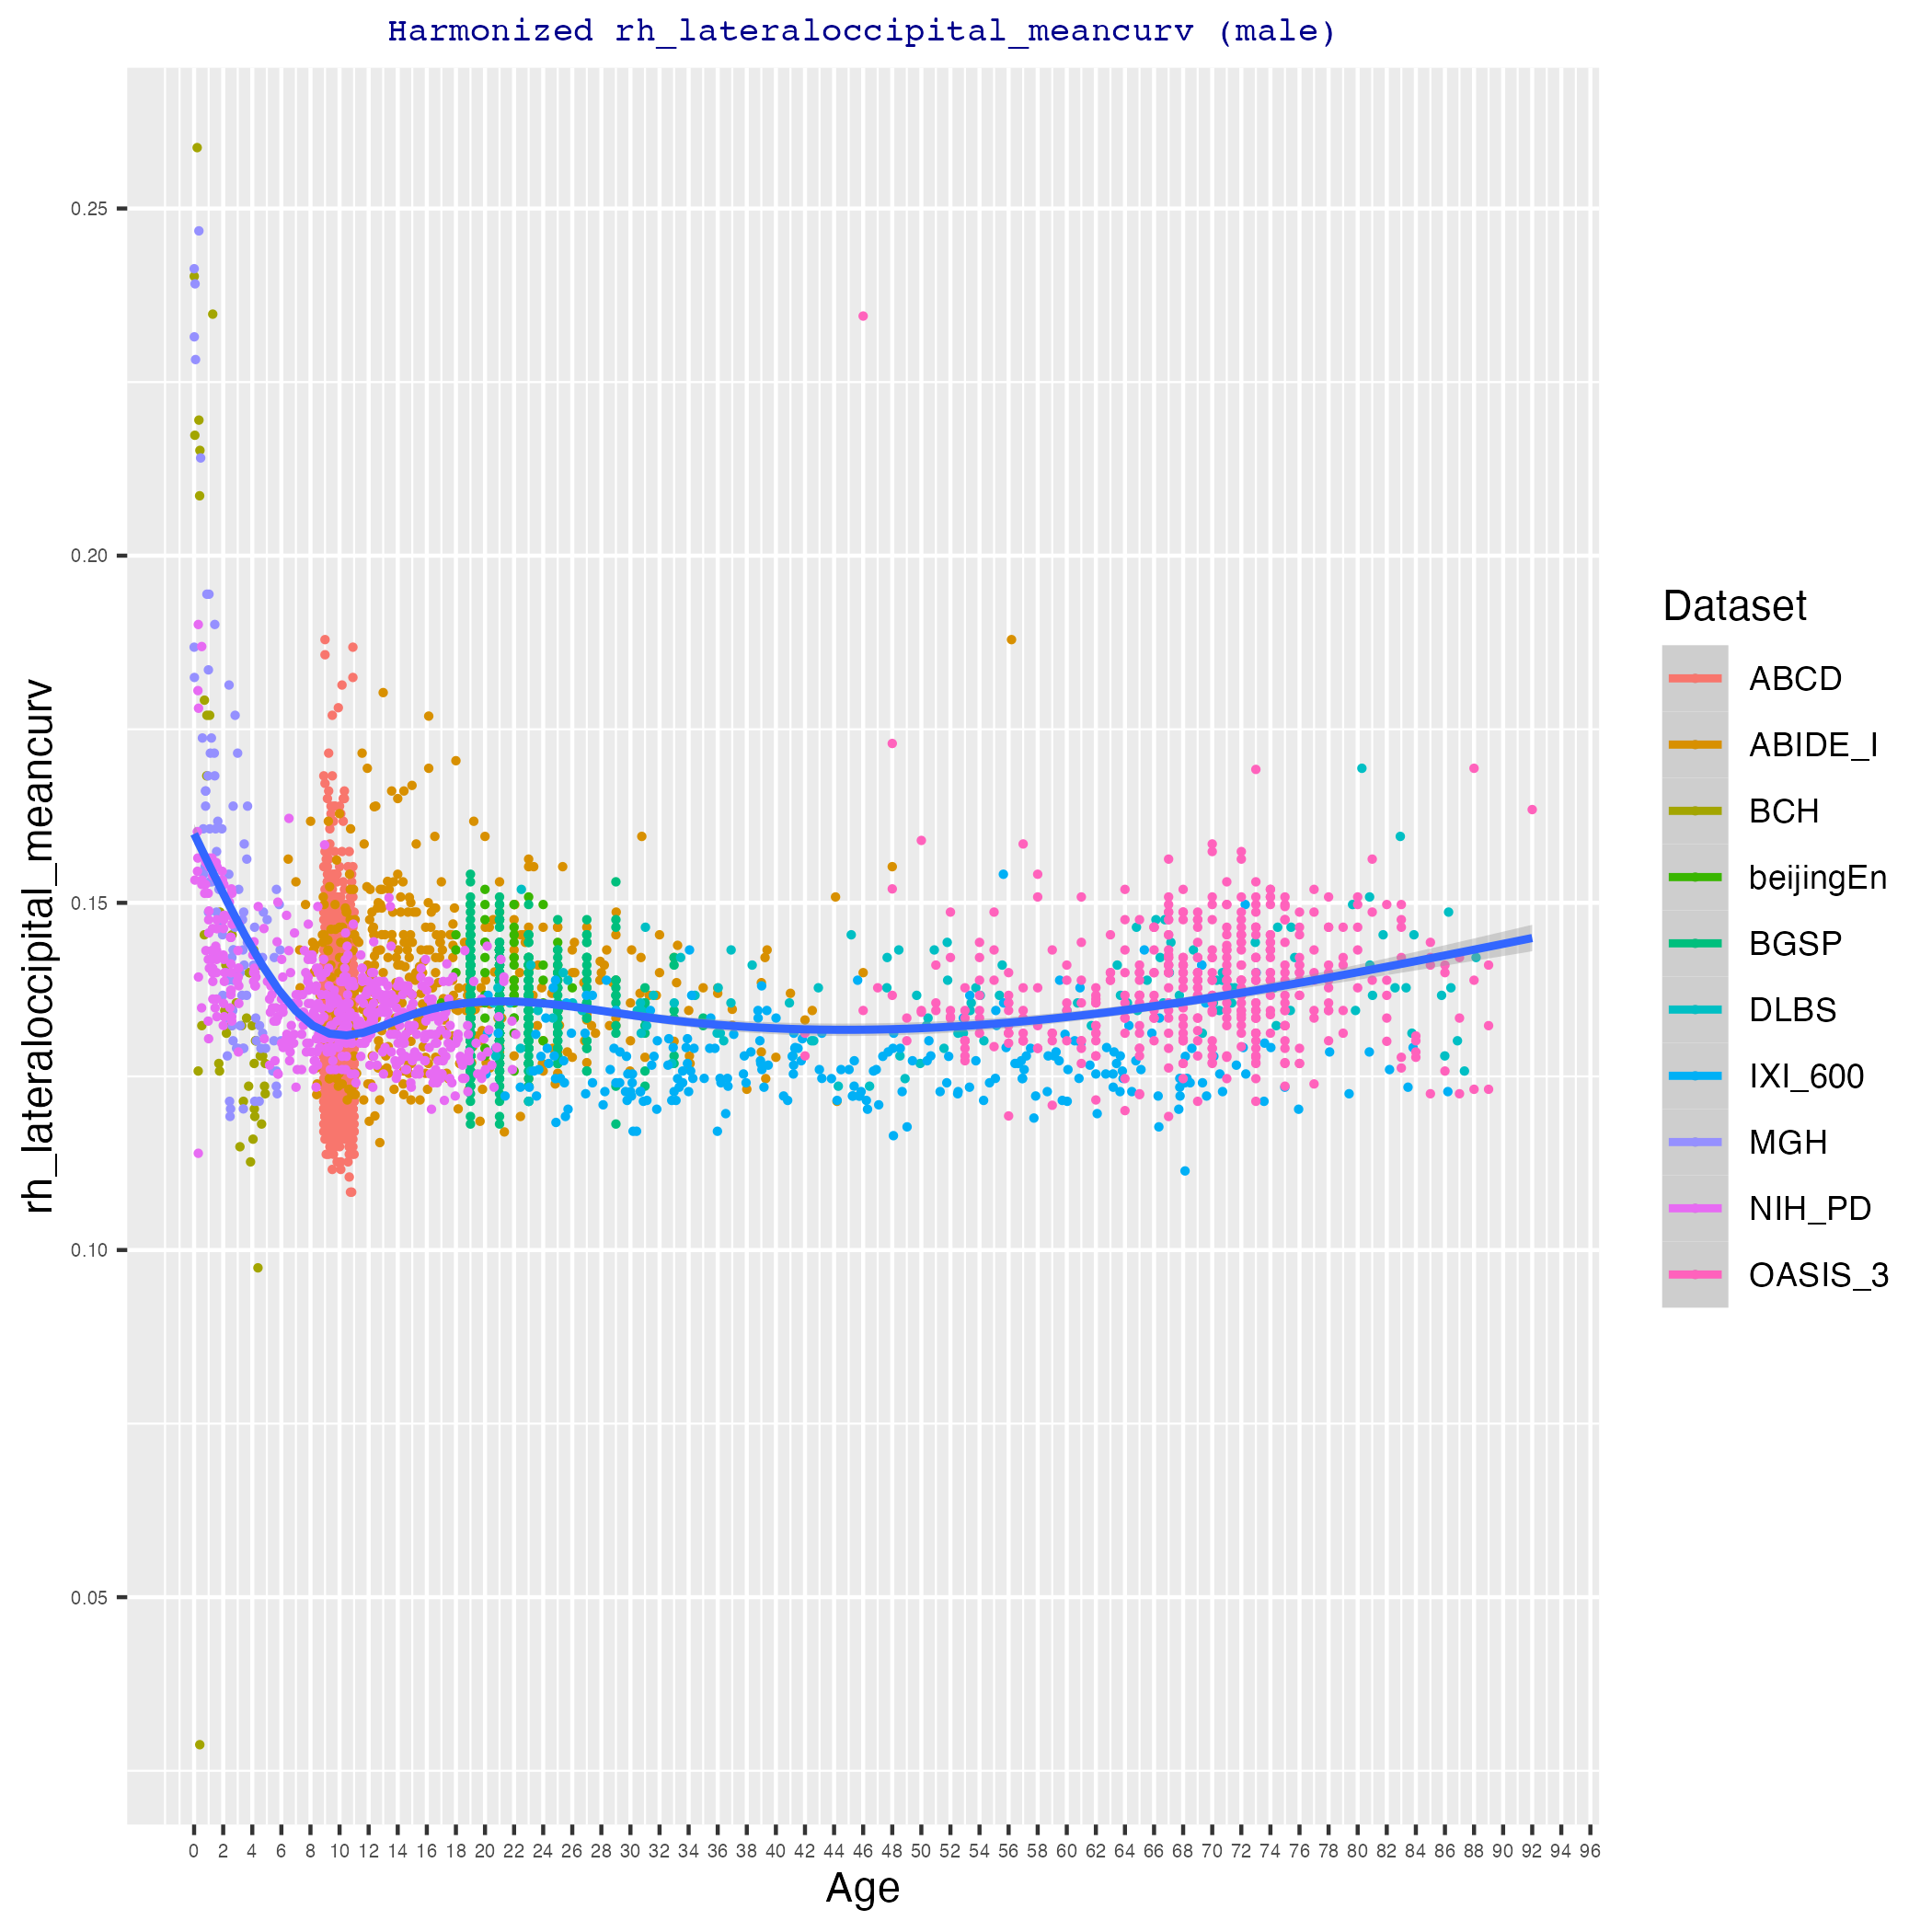 Harmonized rh_lateraloccipital_meancurv (male)
rh_lateraloccipital_meancurv
0.25
0.20
0.15
0.10
0.05
0 2 4 6 8 10 12 14 16 18 20 22 24 26 28 30 32 34 36 38 40 42 44 46 48 50 52 54 56 58 60 62 64 66 68 70 72 74 76 78 80 82 84 86 88 90 92 94 96
Age
Dataset
ABCD
ABIDE_I
BCH
beijingEn
BGSP
DLBS
IXI_600
MGH
NIH_PD
OASIS_3